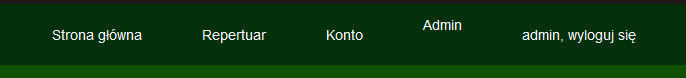 Strona główna Repertuar Konto Admin admin, wyloguj się